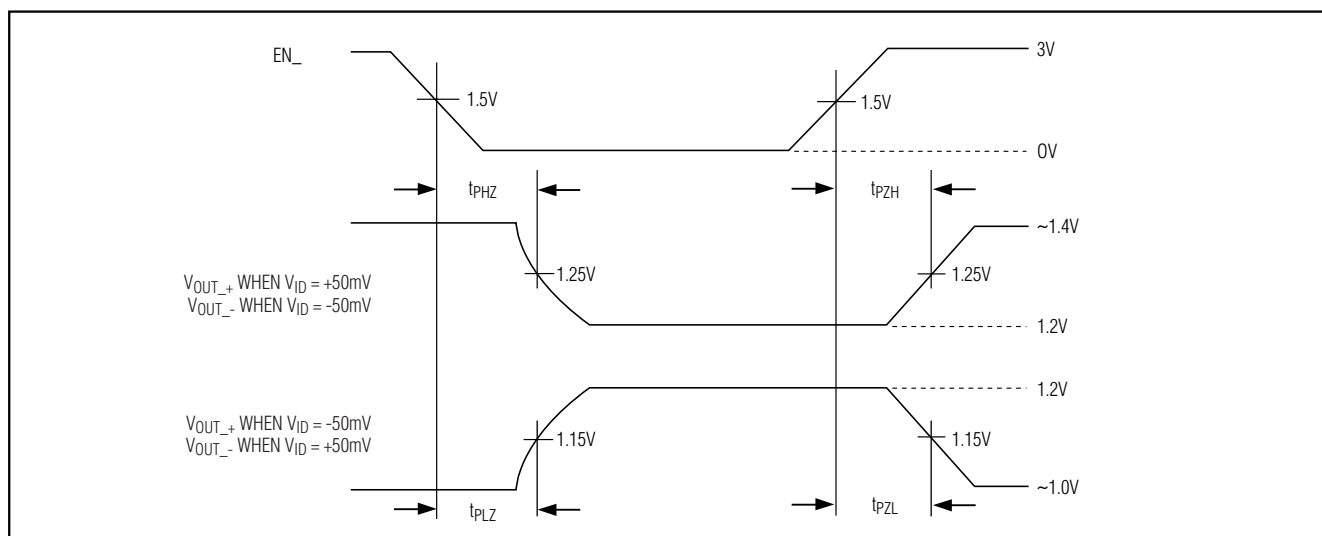 EN_
3V
1.5V
1.5V
0V
tPHZ
tPZH
~1.4V
VOUT_+ WHEN VID = +50mV
VOUT_- WHEN VID = -50mV
1.25V
1.25V
1.2V
1.2V
VOUT_+ WHEN VID = -50mV
VOUT_- WHEN VID = +50mV
1.15V
1.15V
~1.0V
tPLZ
tPZL